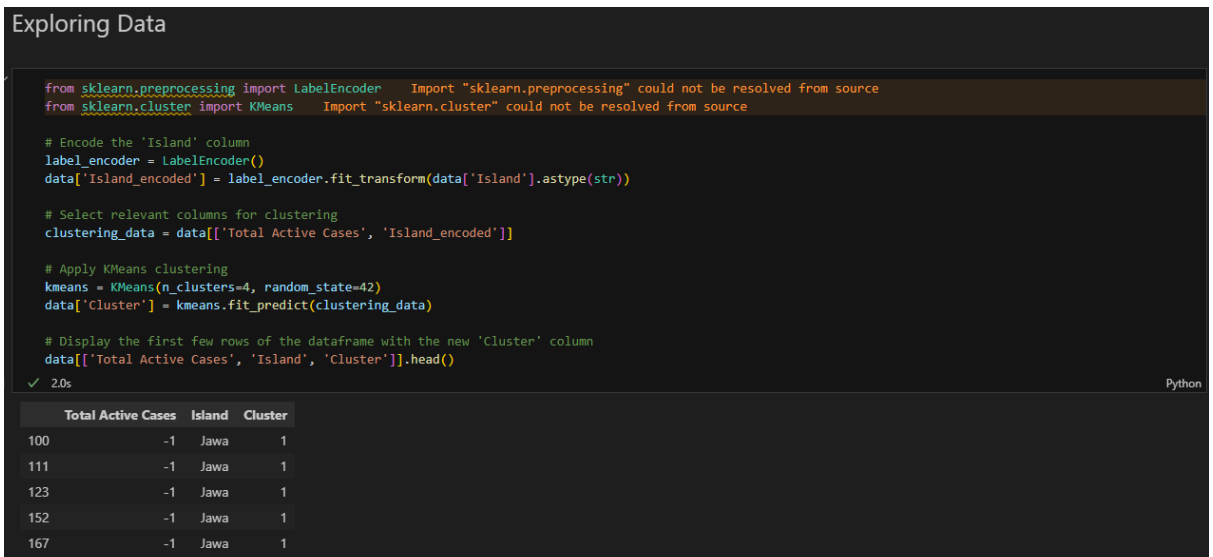 Exploring Data
from sklearn.preprocessing import LabelEncoder    Import "sklearn.preprocessing" could not be resolved from source
from sklearn.cluster import KMeans    Import "sklearn.cluster" could not be resolved from source
# Encode the 'Island' column
label_encoder = LabelEncoder()
data['Island_encoded'] = label_encoder.fit_transform(data['Island'].astype(str))
# Select relevant columns for clustering
clustering_data = data[['Total Active Cases', 'Island_encoded']]
# Apply KMeans clustering
kmeans = KMeans(n_clusters=4, random_state=42)
data['Cluster'] = kmeans.fit_predict(clustering_data)
# Display the first few rows of the dataframe with the new 'Cluster' column
data[['Total Active Cases', 'Island', 'Cluster']].head()
✓ 2.0s    Python
Total Active Cases  Island  Cluster
100  -1  Jawa  1
111  -1  Jawa  1
123  -1  Jawa  1
152  -1  Jawa  1
167  -1  Jawa  1